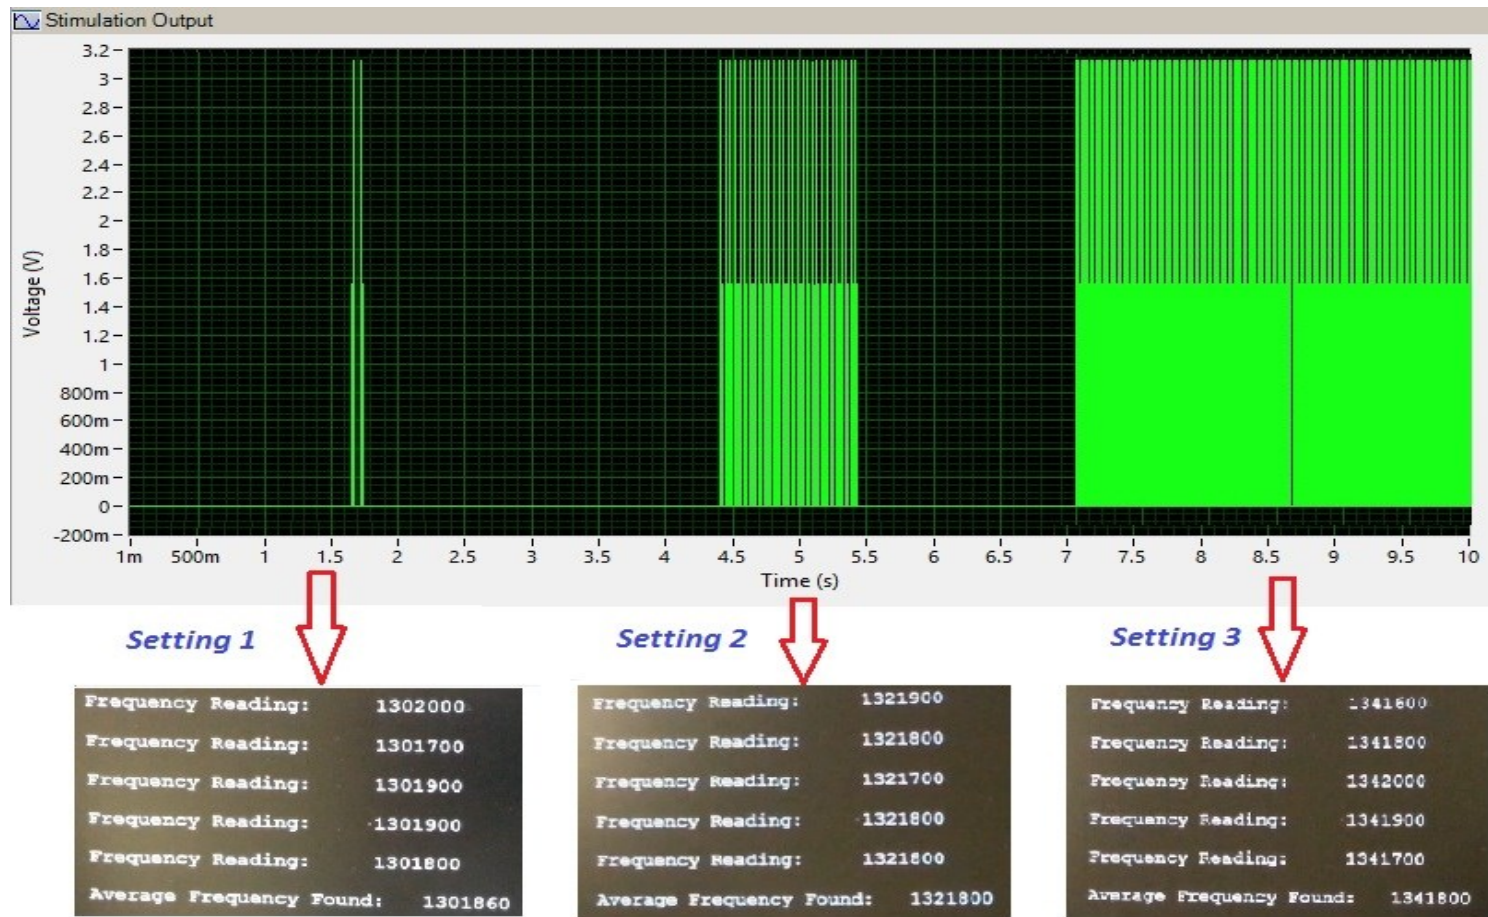 Stimulation Output
3.2
3
2.8
2.6
2.4
2.2
2
1.8
1.6
1.4
1.2
1
800m
600m
400m
200m
0
-200m
Voltage (V)
1m 500m 1 1.5 2 2.5 3 3.5 4 4.5 5 5.5 6 6.5 7 7.5 8 8.5 9 9.5 10
Time (s)
Setting 1
Frequency Reading: 1302000
Frequency Reading: 1301700
Frequency Reading: 1301900
Frequency Reading: 1301900
Frequency Reading: 1301800
Average Frequency Found: 1301860
Setting 2
Frequency Reading: 1321900
Frequency Reading: 1321800
Frequency Reading: 1321700
Frequency Reading: 1321800
Frequency Reading: 1321800
Average Frequency Found: 1321800
Setting 3
Frequency Reading: 1341600
Frequency Reading: 1341800
Frequency Reading: 1342000
Frequency Reading: 1341900
Frequency Reading: 1341700
Average Frequency Found: 1341800